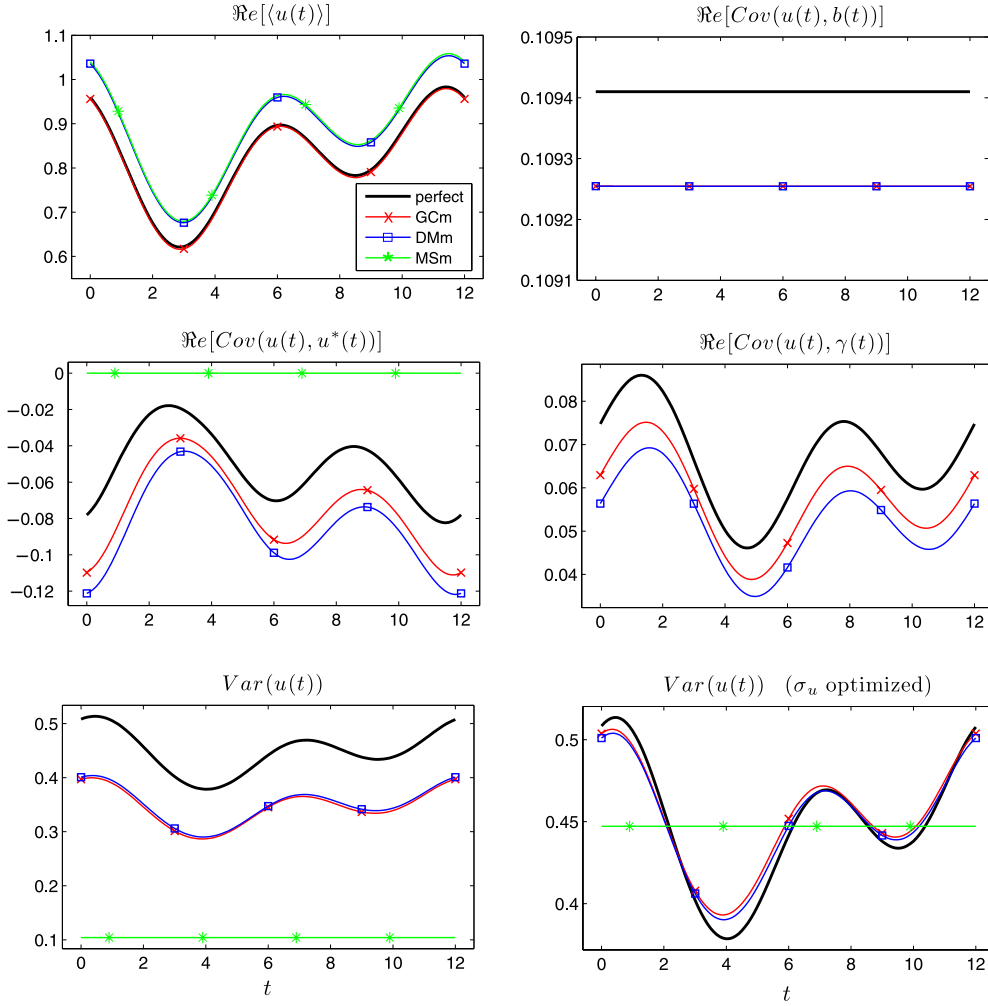 ℜe[⟨u(t)⟩]
1.1
1
0.9
0.8
0.7
0.6
0 2 4 6 8 10 12
perfect
GCm
DMm
MSm
ℜe[Cov(u(t), b(t))]
0.1095
0.1094
0.1093
0.1092
0.1091
0 2 4 6 8 10 12
ℜe[Cov(u(t), u*(t))]
0
−0.02
−0.04
−0.06
−0.08
−0.1
−0.12
0 2 4 6 8 10 12
ℜe[Cov(u(t), γ(t))]
0.08
0.07
0.06
0.05
0.04
0 2 4 6 8 10 12
Var(u(t))
0.5
0.4
0.3
0.2
0.1
0 2 4 6 8 10 12
t
Var(u(t)) (σ_u optimized)
0.5
0.45
0.4
0 2 4 6 8 10 12
t